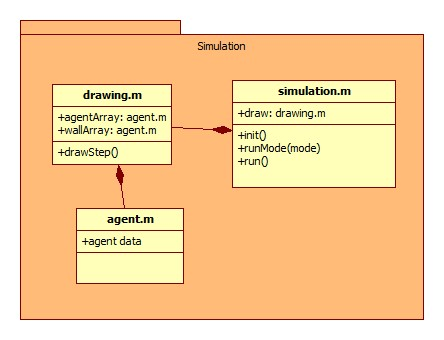 Simulation
drawing.m
+agentArray: agent.m
+wallArray: agent.m
+drawStep()
simulation.m
+draw: drawing.m
+init()
+runMode(mode)
+run()
agent.m
+agent data